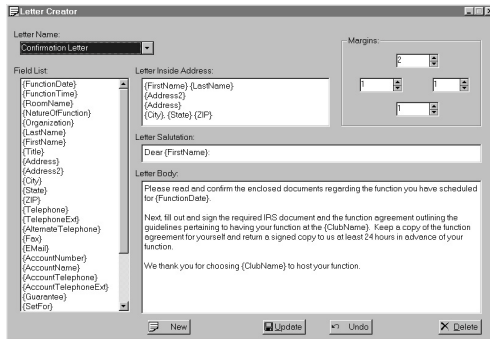 Letter Creator
Letter Name:
Confirmation Letter
Margins:
2
1 1
1
Field List:
{FunctionDate}
{FunctionTime}
{RoomName}
{NatureOfFunction}
{Organization}
{LastName}
{FirstName}
{Title}
{Address}
{Address2}
{City}
{State}
{ZIP}
{Telephone}
{TelephoneExt}
{AlternateTelephone}
{Fax}
{EMail}
{AccountNumber}
{AccountName}
{AccountTelephone}
{AccountTelephoneExt}
{Guarantee}
{SetFor}
Letter Inside Address:
{FirstName} {LastName}
{Address2}
{Address}
{City}, {State} {ZIP}
Letter Salutation:
Dear {FirstName}:
Letter Body:
Please read and confirm the enclosed documents regarding the function you have scheduled
for {FunctionDate}.
Next, fill out and sign the required IRS document and the function agreement outlining the
guidelines pertaining to having your function at the {ClubName}. Keep a copy of the function
agreement for yourself and return a signed copy to us at least 24 hours in advance of your
function.
We thank you for choosing {ClubName} to host your function.
New Update Undo Delete